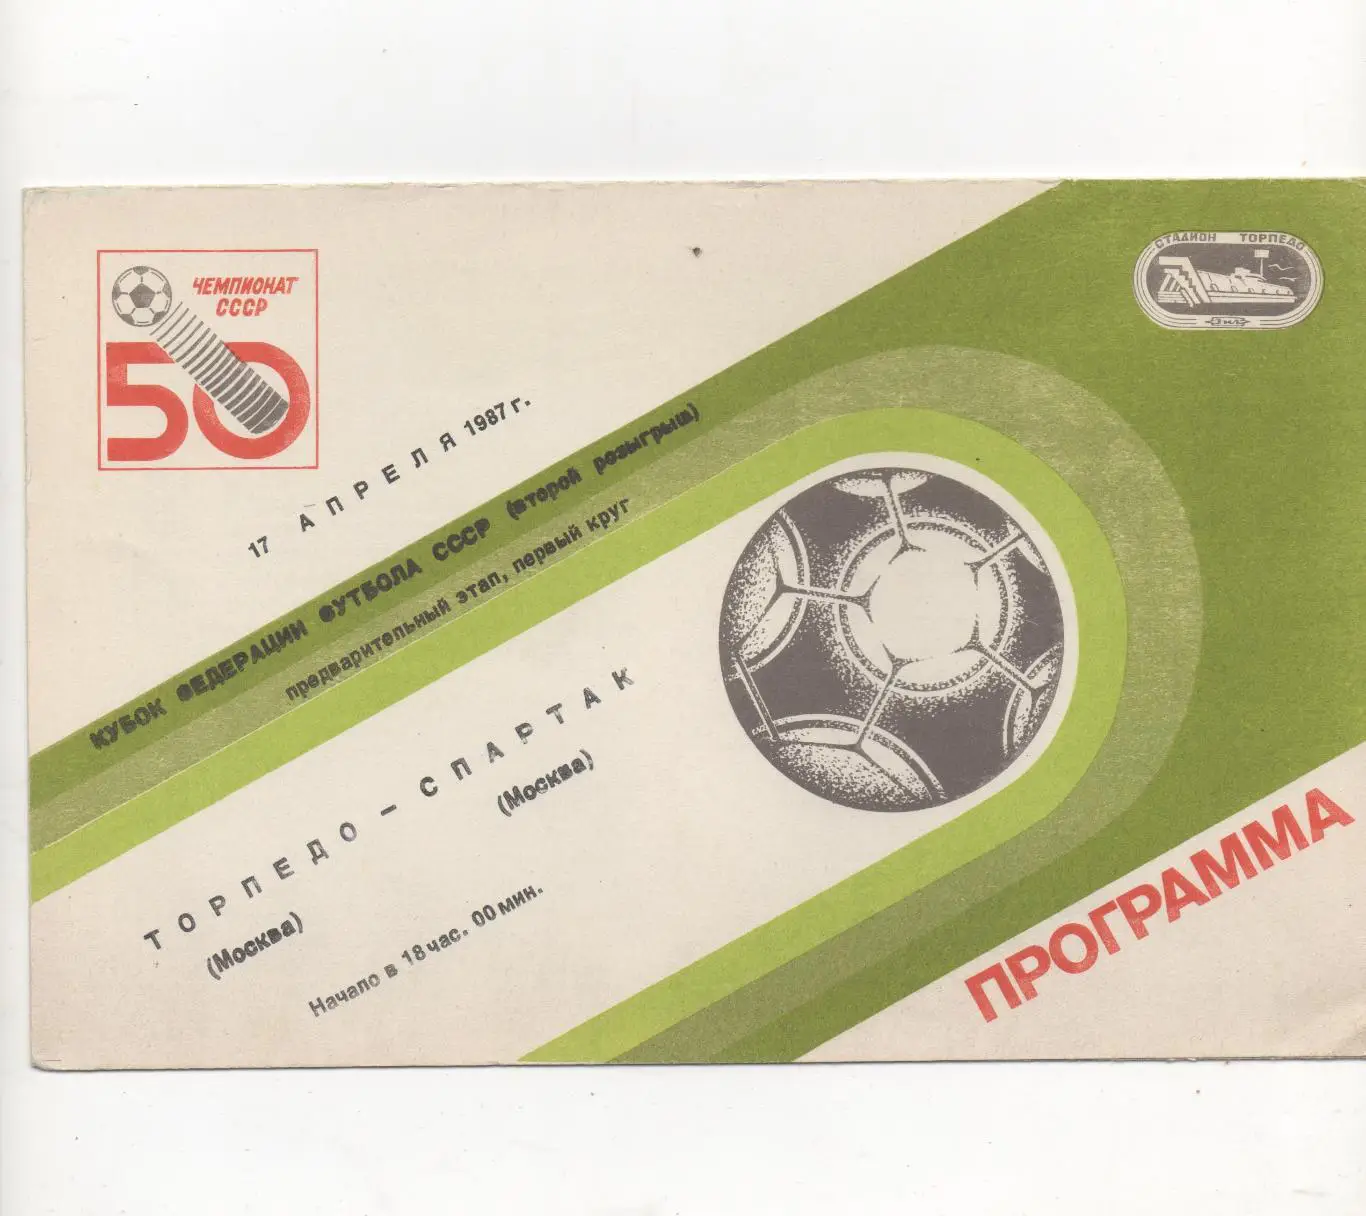 ЧЕМПИОНАТ
СССР
50
СТАДИОН ТОРПЕДО
ЗИЛ
17 АПРЕЛЯ 1987 г.
КУБОК ФЕДЕРАЦИИ ФУТБОЛА СССР (второй розыгрыш)
предварительный этап, первый круг
ТОРПЕДО – СПАРТАК
(Москва) (Москва)
Начало в 18 час. 00 мин.
ПРОГРАММА